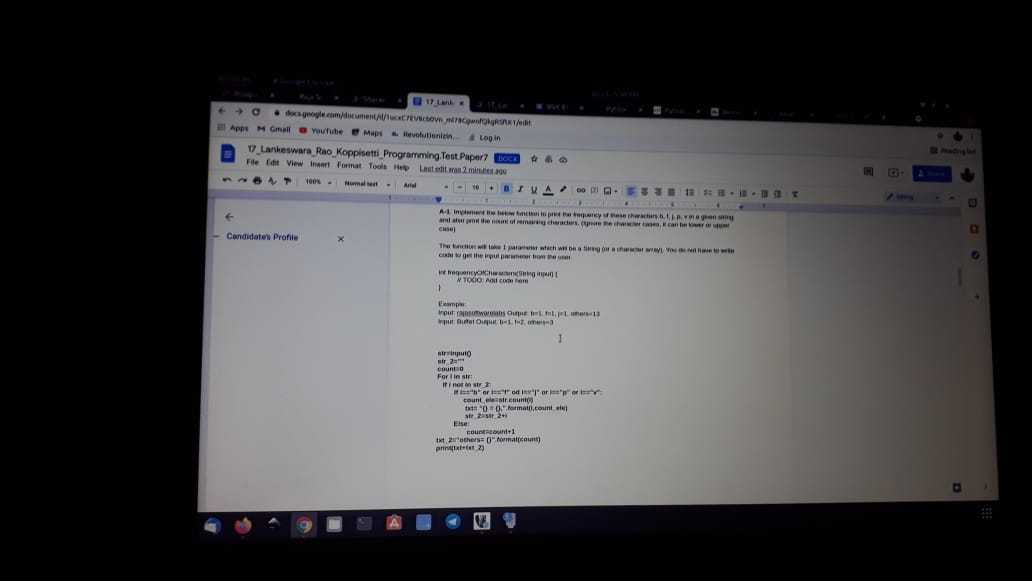 17_Lank
Python
docs.google.com/document/d/
Apps Gmail YouTube Maps Revolutionizin... Log in
Reading list
17_Lankeswara_Rao_Koppisetti_Programming.Test.Paper7 DOCX
File Edit View Insert Format Tools Help Last edit was 2 minutes ago
100% Normal text Arial 10 B I U A
Editing
Candidate's Profile
A-1. Implement the below function to print the frequency of these characters b, f, j, p, v in a given string
and also print the count of remaining characters. (Ignore the character cases, it can be lower or upper
case)
The function will take 1 parameter which will be a String (or a character array). You do not have to write
code to get the input parameter from the user.
int frequencyOfCharacters(String input) {
// TODO: Add code here
}
Example:
Input: rajasoftwarelabs Output: b=1, f=1, j=1, others=13
Input: Buffet Output: b=1, f=2, others=3
str=input()
str_2=""
count=0
For i in str:
If i not in str_2:
If i=="b" or i=="f" od i=="j" or i=="p" or i=="v":
count_ele=str.count(i)
txt= "{} = {},".format(i,count_ele)
str_2=str_2+i
Else:
count=count+1
txt_2="others= {}".format(count)
print(txt+txt_2)